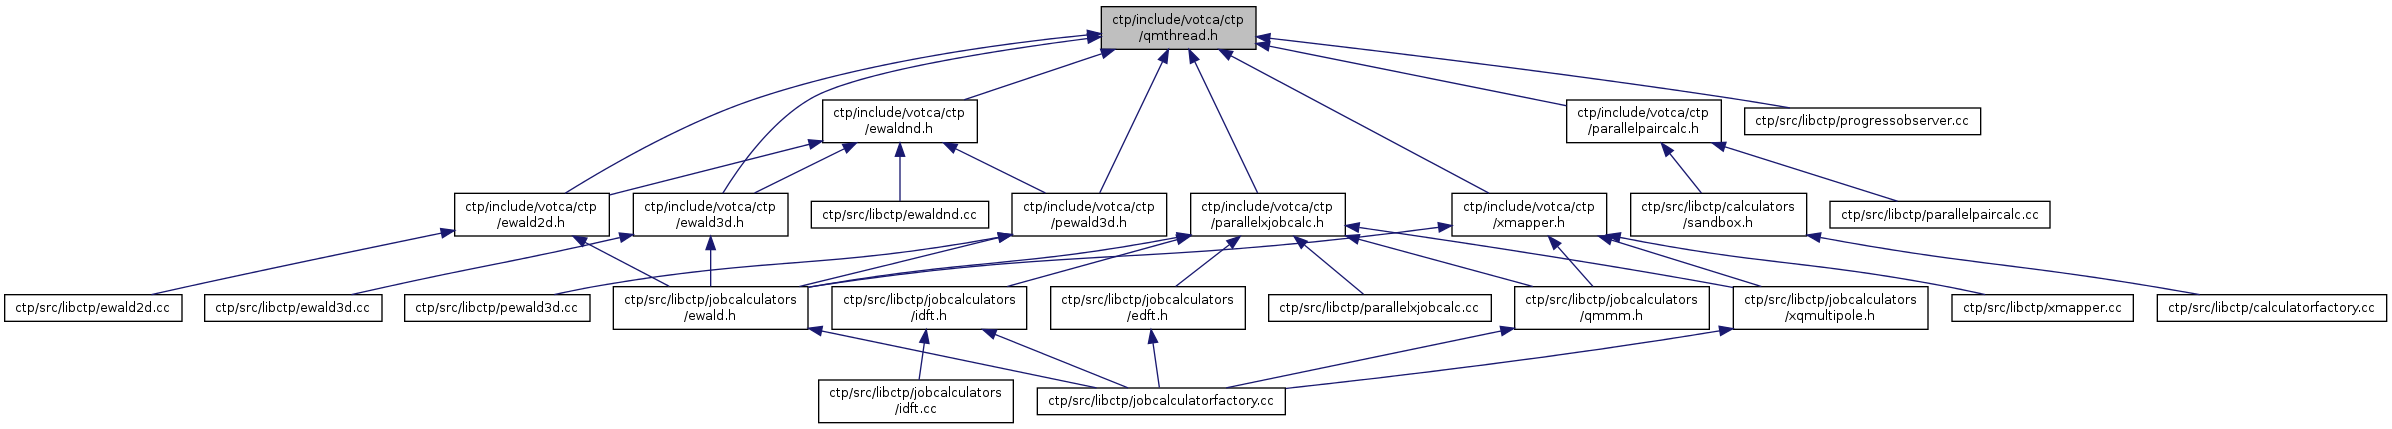 ctp/include/votca/ctp
/qmthread.h
ctp/include/votca/ctp
/ewaldnd.h
ctp/include/votca/ctp
/parallelpaircalc.h
ctp/src/libctp/progressobserver.cc
ctp/include/votca/ctp
/ewald2d.h
ctp/include/votca/ctp
/ewald3d.h
ctp/src/libctp/ewaldnd.cc
ctp/include/votca/ctp
/pewald3d.h
ctp/include/votca/ctp
/parallelxjobcalc.h
ctp/include/votca/ctp
/xmapper.h
ctp/src/libctp/calculators
/sandbox.h
ctp/src/libctp/parallelpaircalc.cc
ctp/src/libctp/ewald2d.cc
ctp/src/libctp/ewald3d.cc
ctp/src/libctp/pewald3d.cc
ctp/src/libctp/jobcalculators
/ewald.h
ctp/src/libctp/jobcalculators
/idft.h
ctp/src/libctp/jobcalculators
/edft.h
ctp/src/libctp/parallelxjobcalc.cc
ctp/src/libctp/jobcalculators
/qmmm.h
ctp/src/libctp/jobcalculators
/xqmultipole.h
ctp/src/libctp/xmapper.cc
ctp/src/libctp/calculatorfactory.cc
ctp/src/libctp/jobcalculators
/idft.cc
ctp/src/libctp/jobcalculatorfactory.cc